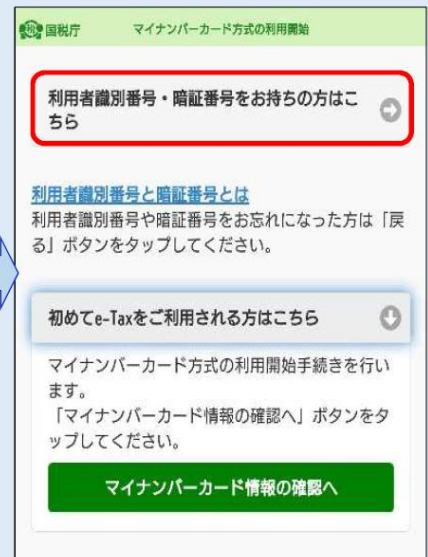 国税庁 マイナンバーカード方式の利用開始
利用者識別番号・暗証番号をお持ちの方はこ
ちら
利用者識別番号と暗証番号とは
利用者識別番号や暗証番号をお忘れになった方は「戻
る」ボタンをタップしてください。
初めてe-Taxをご利用される方はこちら
マイナンバーカード方式の利用開始手続きを行い
ます。
「マイナンバーカード情報の確認へ」ボタンをタ
ップしてください。
マイナンバーカード情報の確認へ